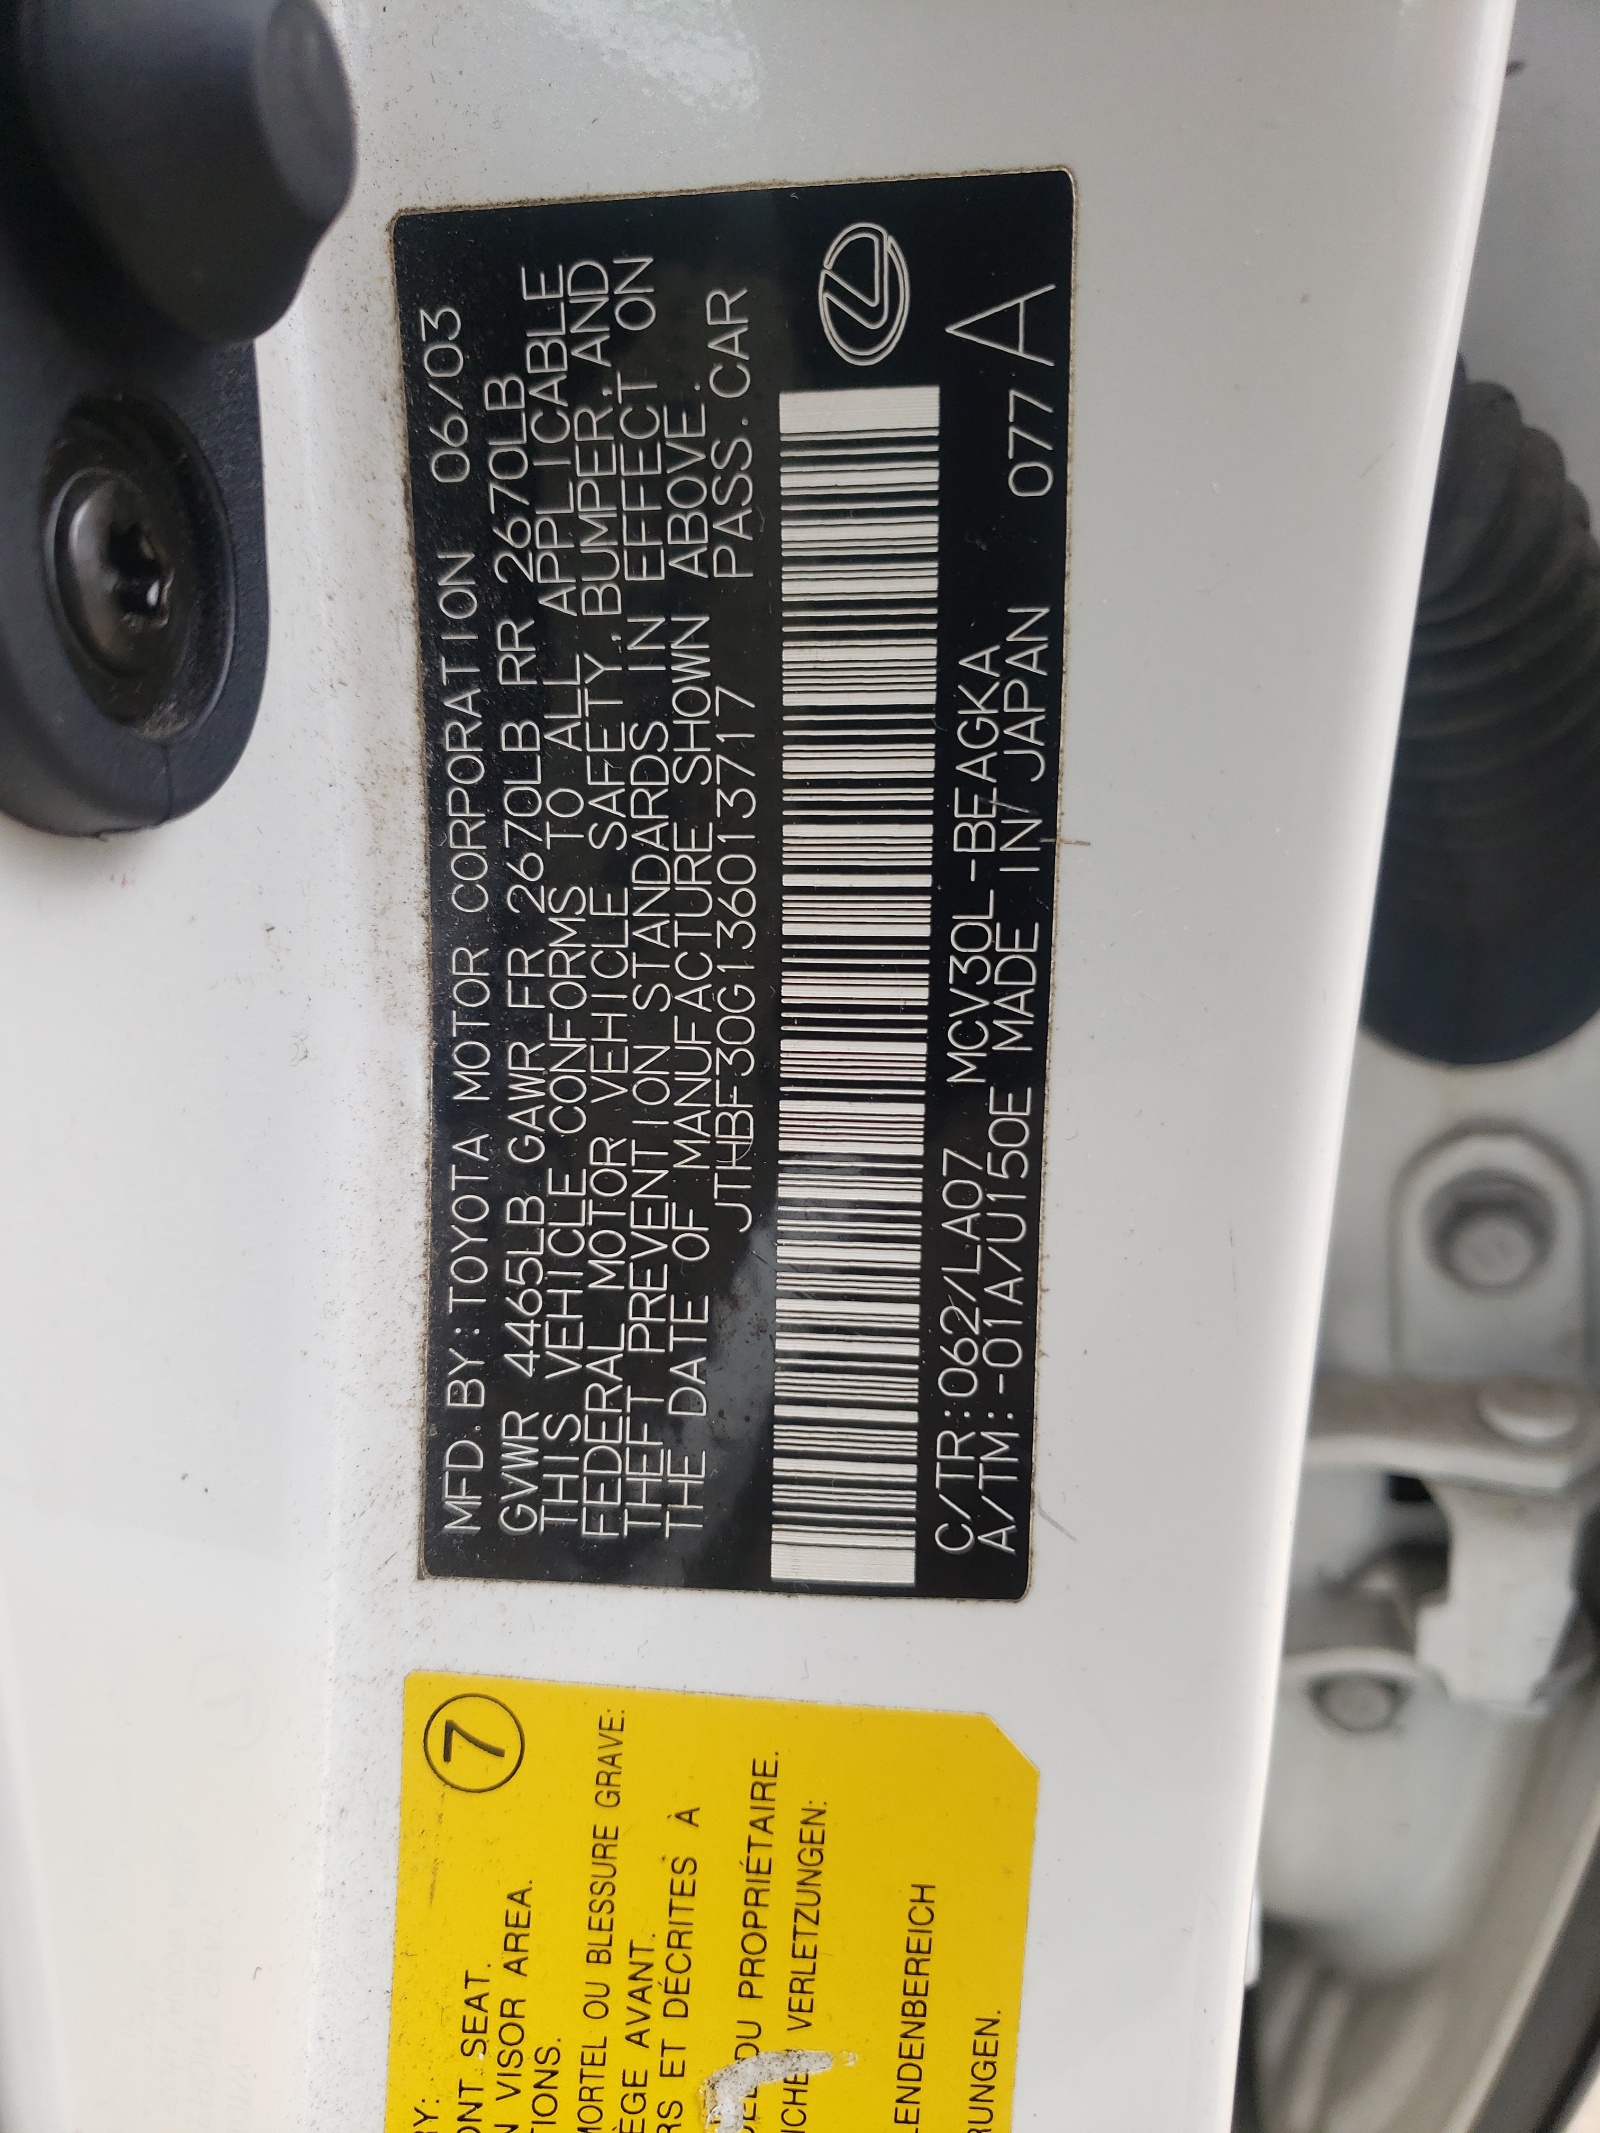 MFD.BY:TOYOTA MOTOR CORPORATION 06/03
GVWR 4465LB GAWR FR 2670LB RR 2670LB
THIS VEHICLE CONFORMS TO ALL APPLICABLE
FEDERAL MOTOR VEHICLE SAFETY,BUMPER,AND
THEFT PREVENTION STANDARDS IN EFFECT ON
THE DATE OF MANUFACTURE SHOWN ABOVE.
JTHBF30G136013717 PASS.CAR
C/TR:062/LA07 MCV30L-BEAGKA
A/TM:-01A/U150E MADE IN JAPAN 077 A
7
RY:
ONT SEAT.
N VISOR AREA.
TIONS.
MORTEL OU BLESSURE GRAVE:
ÈGE AVANT.
RS ET DÉCRITES À
DU PROPRIÉTAIRE.
VERLETZUNGEN:
LENDENBEREICH
RUNGEN.